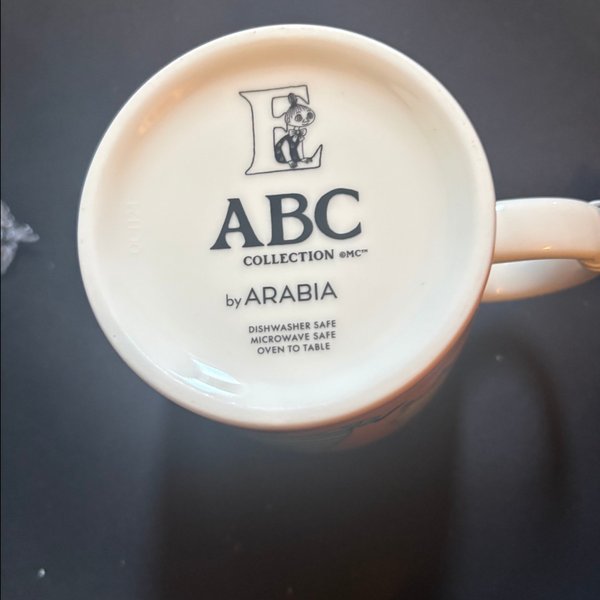 E
ABC
COLLECTION ©MC™
by ARABIA
DISHWASHER SAFE
MICROWAVE SAFE
OVEN TO TABLE